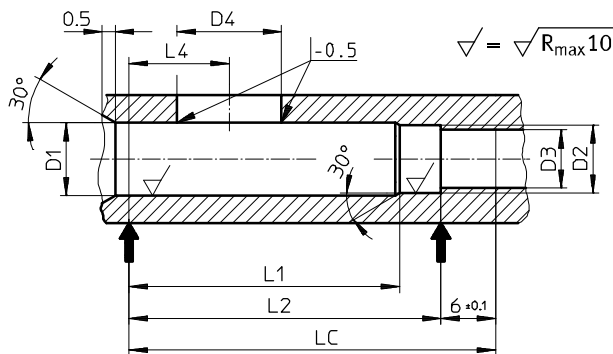 0.5
D4
L4
-0.5
√ = √Rmax10
30°
D1
30°
D3
D2
L1
L2
6 ±0.1
LC